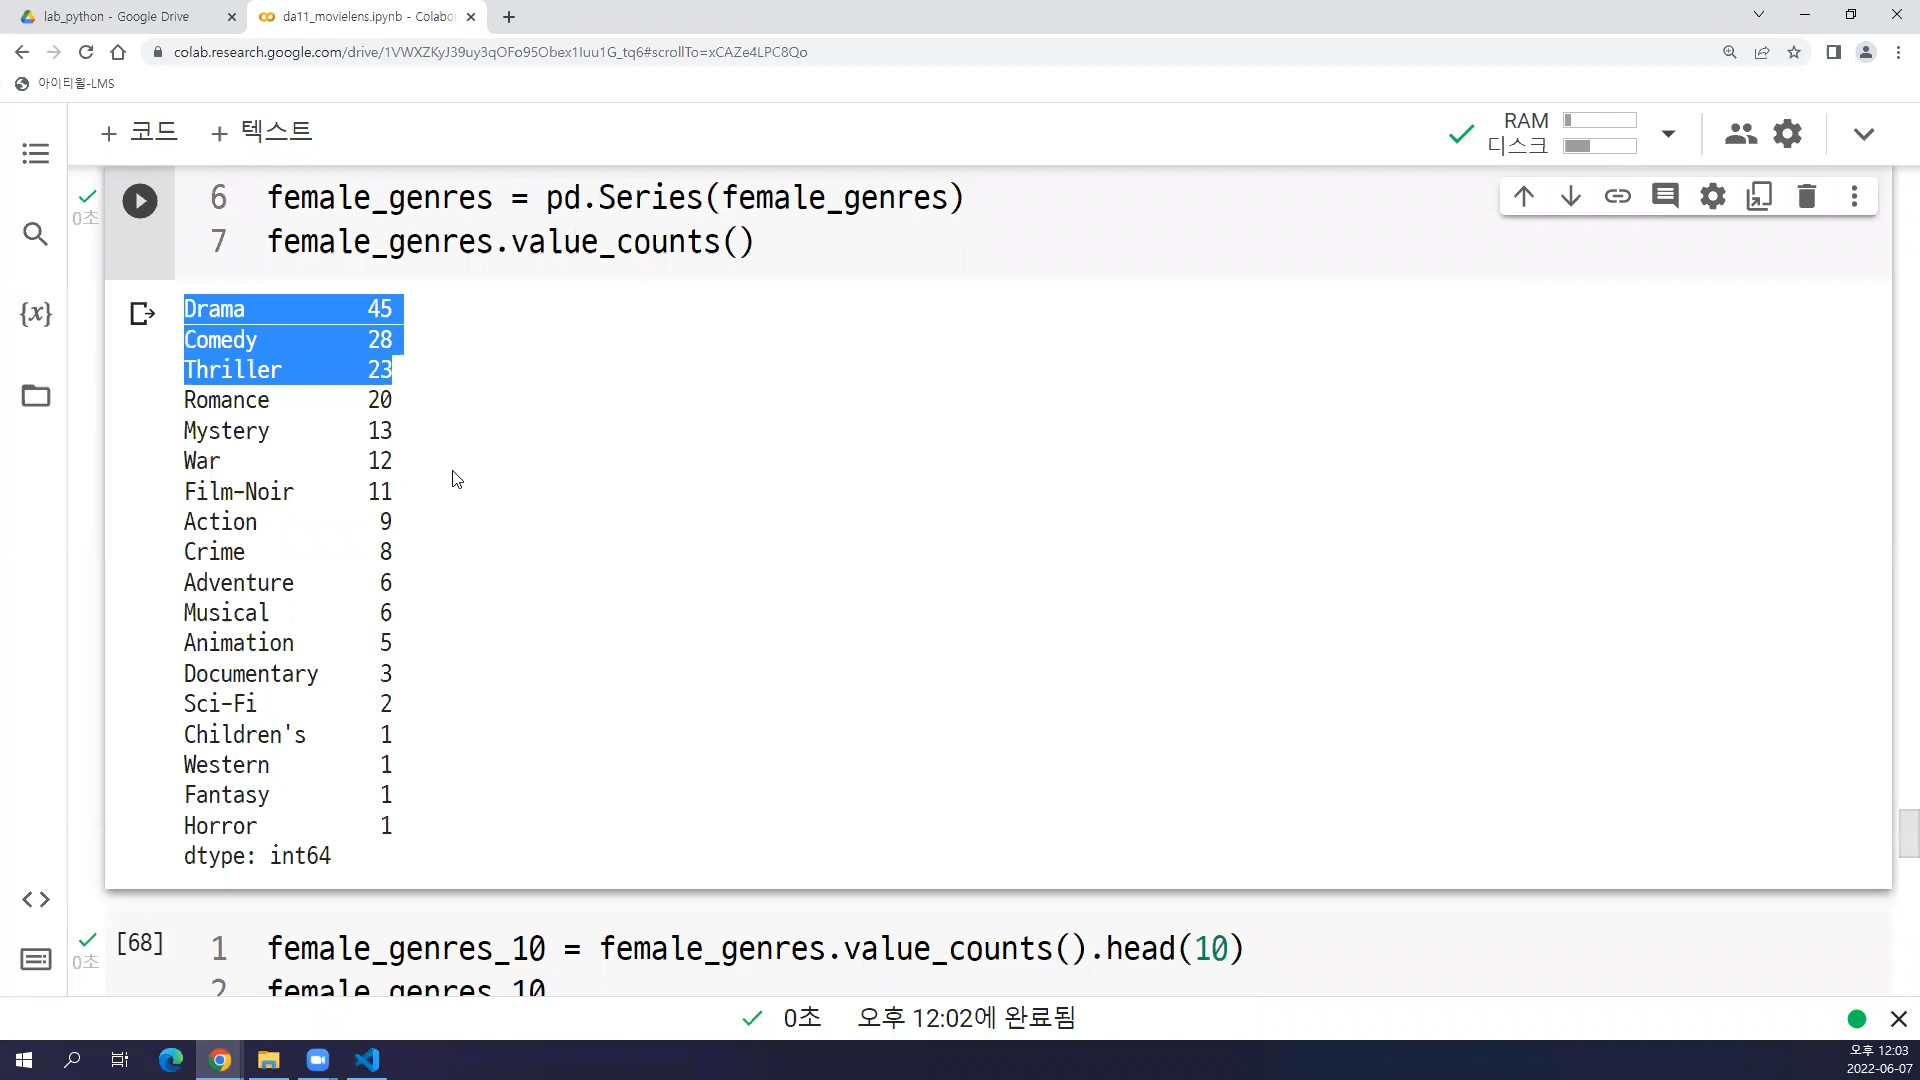 lab_python - Google Drive
da11_movielens.ipynb - Colabo
colab.research.google.com/drive/1VWXZKyJ39uy3qOFo95Obex1Iuu1G_tq6#scrollTo=xCAZe4LPC8Qo
아이티윌-LMS
+ 코드 + 텍스트
RAM
디스크
0초
6 female_genres = pd.Series(female_genres)
7 female_genres.value_counts()
{x}
Drama 45
Comedy 28
Thriller 23
Romance 20
Mystery 13
War 12
Film-Noir 11
Action 9
Crime 8
Adventure 6
Musical 6
Animation 5
Documentary 3
Sci-Fi 2
Children's 1
Western 1
Fantasy 1
Horror 1
dtype: int64
0초
[68] 1 female_genres_10 = female_genres.value_counts().head(10)
2 female_genres_10
0초 오후 12:02에 완료됨
오후 12:03
2022-06-07